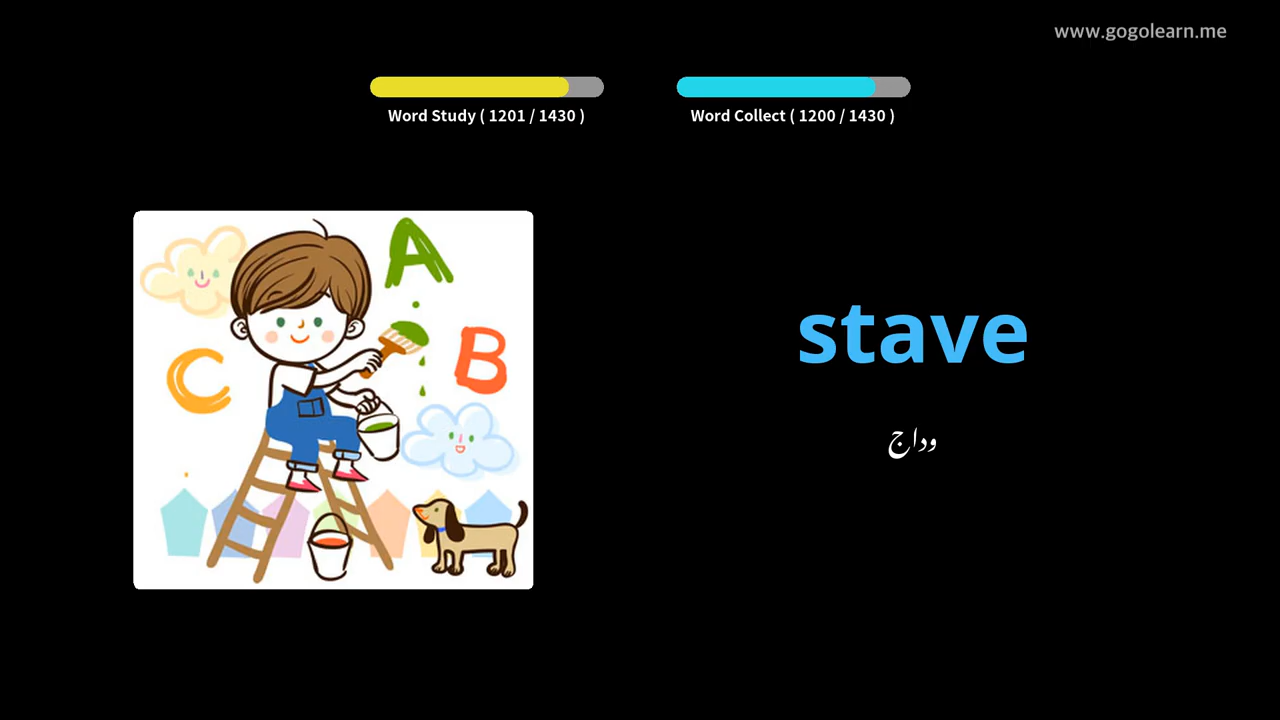 www.gogolearn.me
Word Study ( 1201 / 1430 )
Word Collect ( 1200 / 1430 )
A
B
C
stave
وداج